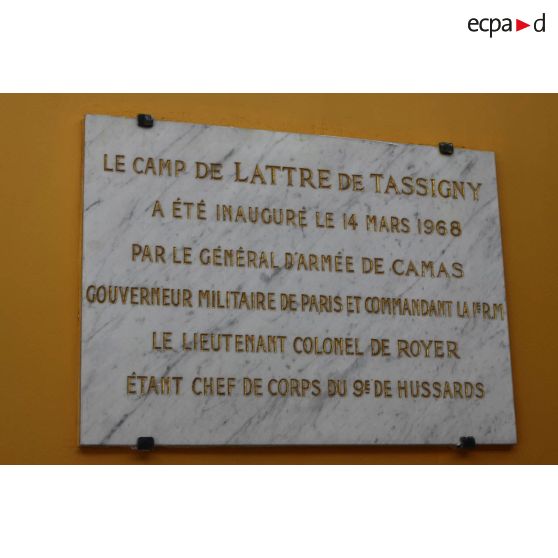 ecpad
LE CAMP DE LATTRE DE TASSIGNY
A ÉTÉ INAUGURÉ LE 14 MARS 1968
PAR LE GÉNÉRAL D'ARMÉE DE CAMAS
GOUVERNEUR MILITAIRE DE PARIS ET COMMANDANT LA 1re R.M
LE LIEUTENANT COLONEL DE ROYER
ÉTANT CHEF DE CORPS DU 9E DE HUSSARDS